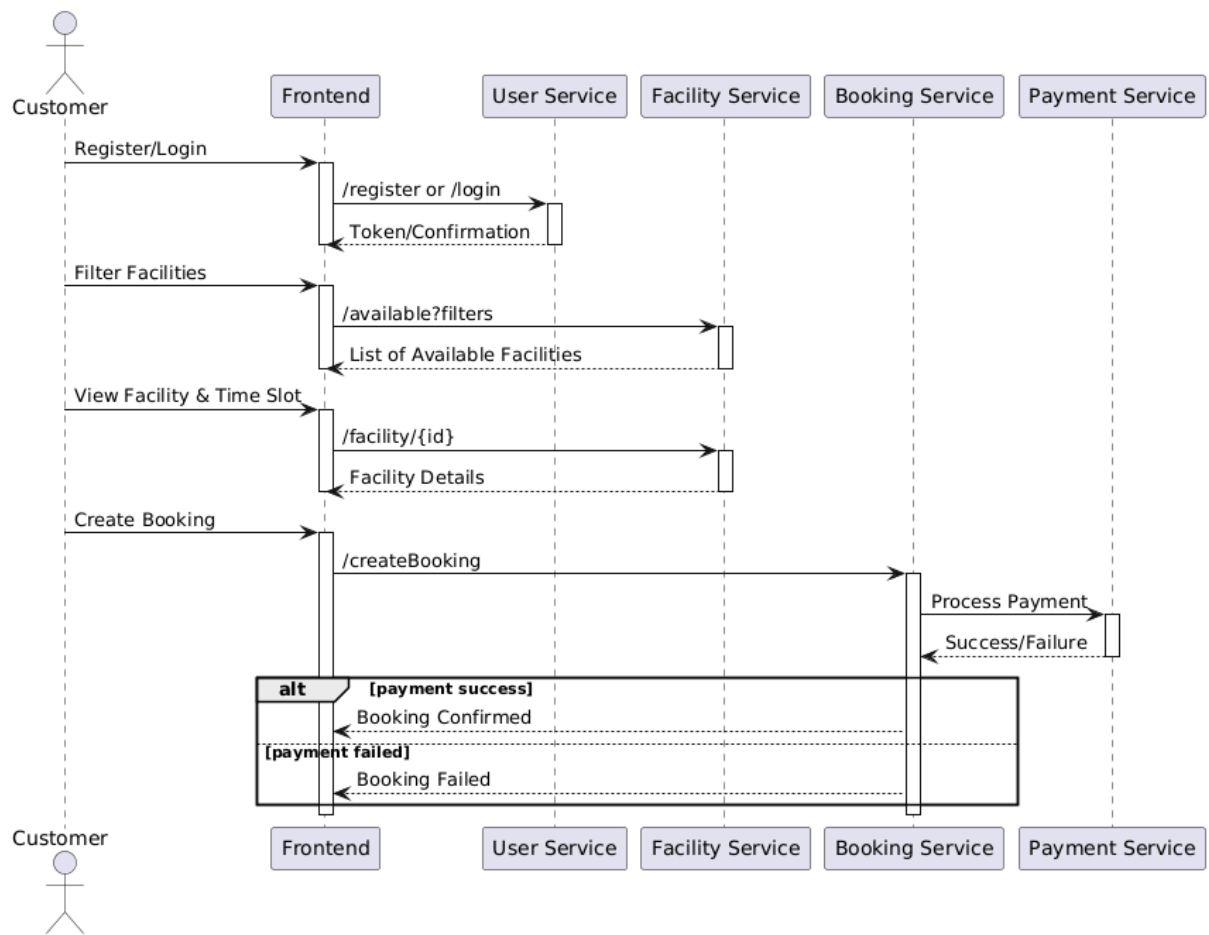 Customer
Frontend
User Service
Facility Service
Booking Service
Payment Service
Register/Login
/register or /login
Token/Confirmation
Filter Facilities
/available?filters
List of Available Facilities
View Facility & Time Slot
/facility/{id}
Facility Details
Create Booking
/createBooking
Process Payment
Success/Failure
alt
[payment success]
Booking Confirmed
[payment failed]
Booking Failed
Customer
Frontend
User Service
Facility Service
Booking Service
Payment Service